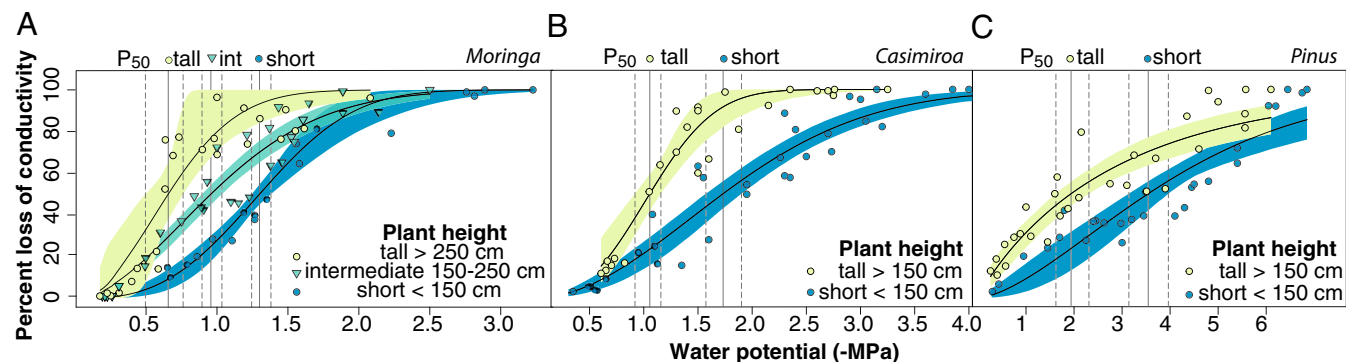 A
P50 tall int short Moringa
Percent loss of conductivity
100
80
60
40
20
0
Plant height
tall > 250 cm
intermediate 150-250 cm
short < 150 cm
0.5 1.0 1.5 2.0 2.5 3.0
B
P50 tall short Casimiroa
Plant height
tall > 150 cm
short < 150 cm
0.5 1.0 1.5 2.0 2.5 3.0 3.5 4.0
C
P50 tall short Pinus
Plant height
tall > 150 cm
short < 150 cm
1 2 3 4 5 6
Water potential (-MPa)